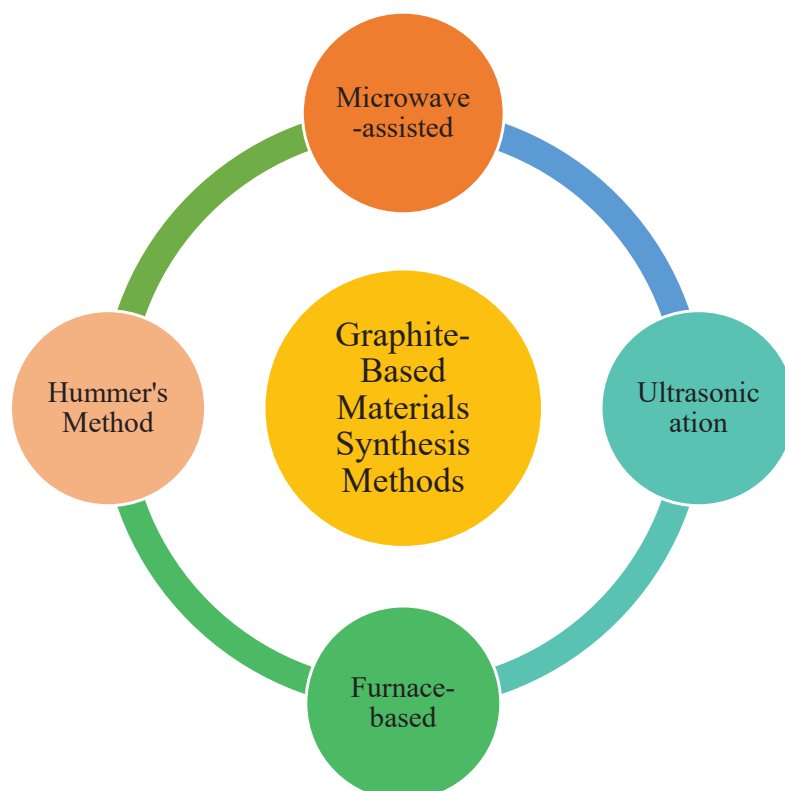 Microwave
-assisted
Hummer's
Method
Graphite-
Based
Materials
Synthesis
Methods
Ultrasonic
ation
Furnace-
based